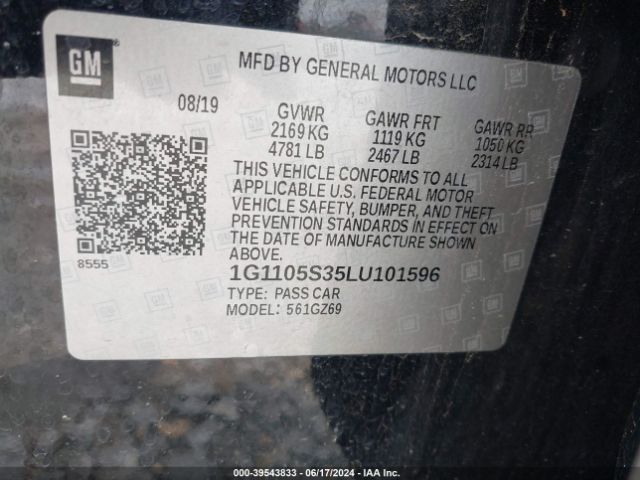 GM
MFD BY GENERAL MOTORS LLC
08/19
GVWR GAWR FRT GAWR RR
2169 KG 1119 KG 1050 KG
4781 LB 2467 LB 2314 LB
THIS VEHICLE CONFORMS TO ALL
APPLICABLE U.S. FEDERAL MOTOR
VEHICLE SAFETY, BUMPER, AND THEFT
PREVENTION STANDARDS IN EFFECT ON
THE DATE OF MANUFACTURE SHOWN
ABOVE.
8555
1G1105S35LU101596
TYPE: PASS CAR
MODEL: 561GZ69
000-39543833 - 06/17/2024 - IAA Inc.